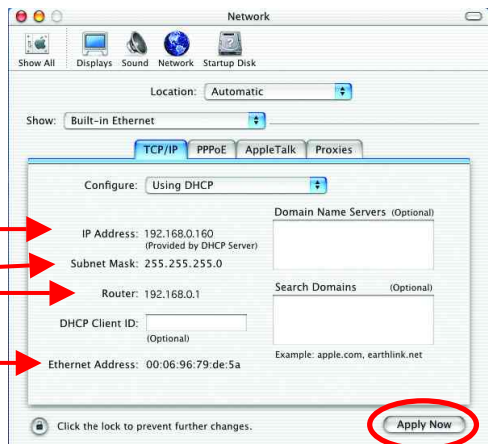 Network
Show All Displays Sound Network Startup Disk
Location: Automatic
Show: Built-in Ethernet
TCP/IP PPPoE AppleTalk Proxies
Configure: Using DHCP
Domain Name Servers (Optional)
IP Address: 192.168.0.160
(Provided by DHCP Server)
Subnet Mask: 255.255.255.0
Router: 192.168.0.1
Search Domains (Optional)
DHCP Client ID:
(Optional)
Example: apple.com, earthlink.net
Ethernet Address: 00:06:96:79:de:5a
Click the lock to prevent further changes.
Apply Now